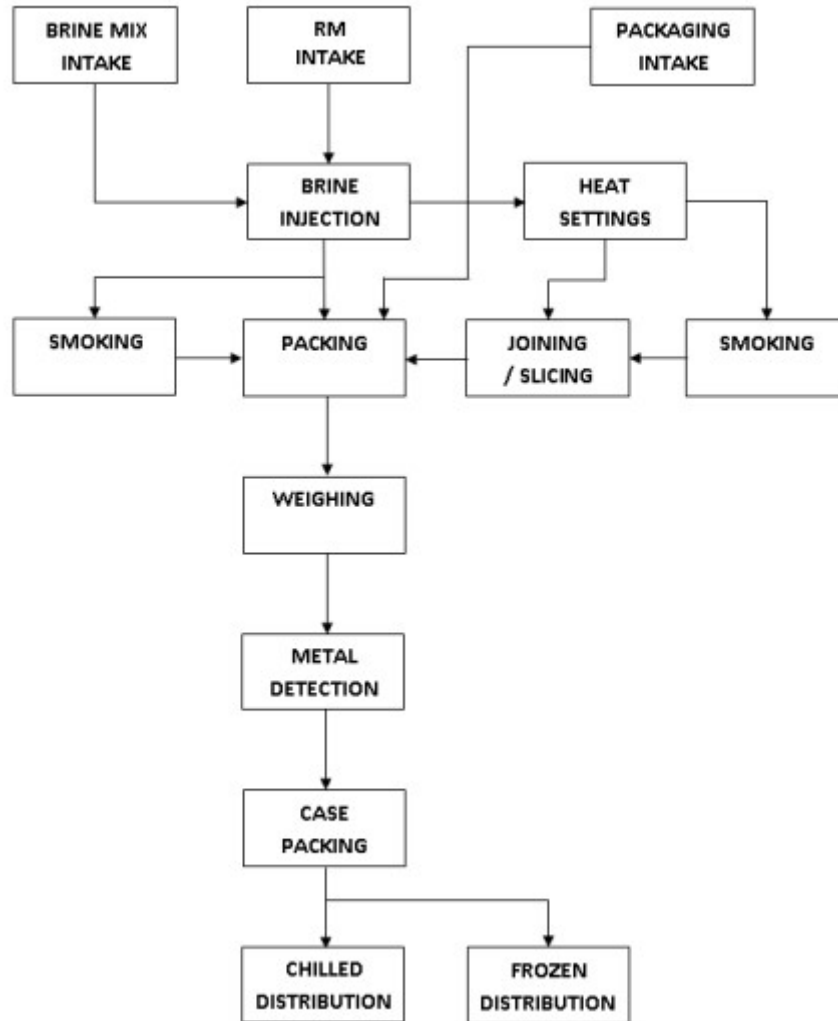 BRINE MIX
INTAKE
RM
INTAKE
PACKAGING
INTAKE
BRINE
INJECTION
HEAT
SETTINGS
SMOKING
PACKING
JOINING
/ SLICING
SMOKING
WEIGHING
METAL
DETECTION
CASE
PACKING
CHILLED
DISTRIBUTION
FROZEN
DISTRIBUTION